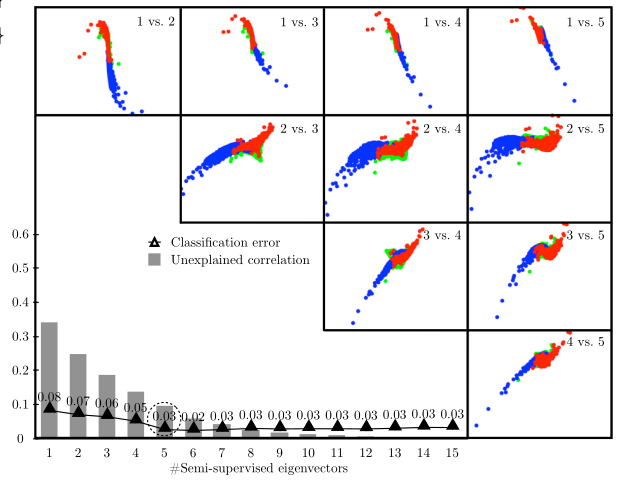 1 vs. 2 1 vs. 3 1 vs. 4 1 vs. 5
2 vs. 3 2 vs. 4 2 vs. 5
3 vs. 4 3 vs. 5
4 vs. 5
Classification error
Unexplained correlation
0.6
0.5
0.4
0.3
0.2
0.1
0
0.08 0.07 0.06 0.05 0.03 0.02 0.03 0.03 0.03 0.03 0.03 0.03 0.03 0.03 0.03
1 2 3 4 5 6 7 8 9 10 11 12 13 14 15
#Semi-supervised eigenvectors